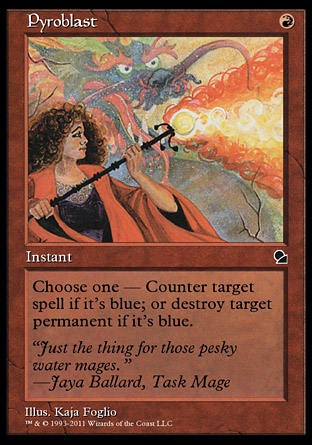 Pyroblast
Instant
Choose one — Counter target
spell if it's blue; or destroy target
permanent if it's blue.
“Just the thing for those pesky
water mages.”
—Jaya Ballard, Task Mage
Illus. Kaja Foglio
™ & © 1993-2011 Wizards of the Coast LLC